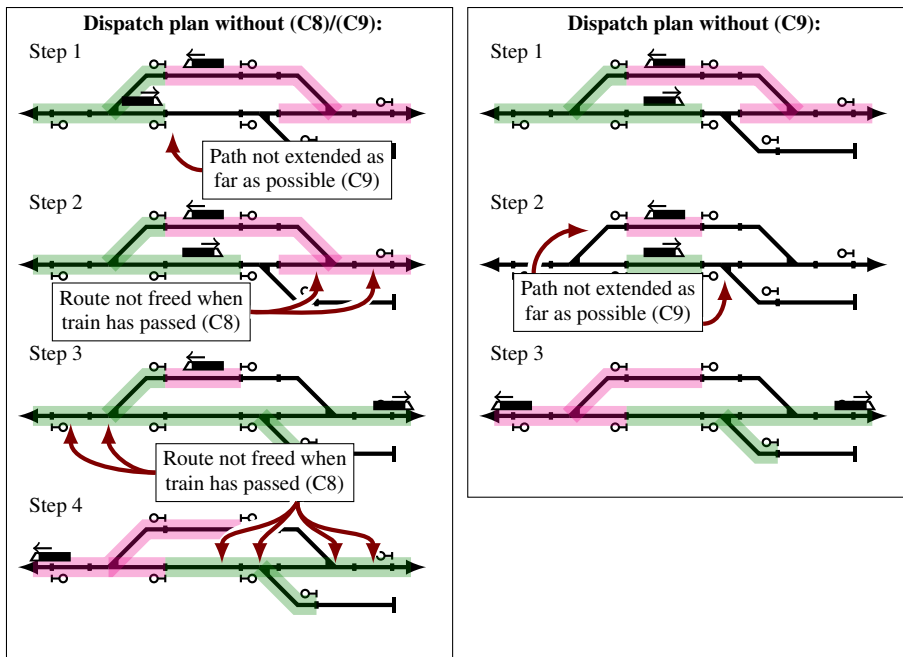 Dispatch plan without (C8)/(C9):
Step 1
Path not extended as
far as possible (C9)
Step 2
Route not freed when
train has passed (C8)
Step 3
Route not freed when
train has passed (C8)
Step 4
Dispatch plan without (C9):
Step 1
Step 2
Path not extended as
far as possible (C9)
Step 3